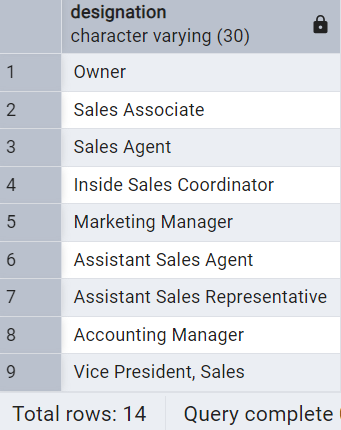 designation
character varying (30)
1 Owner
2 Sales Associate
3 Sales Agent
4 Inside Sales Coordinator
5 Marketing Manager
6 Assistant Sales Agent
7 Assistant Sales Representative
8 Accounting Manager
9 Vice President, Sales
Total rows: 14 Query complete